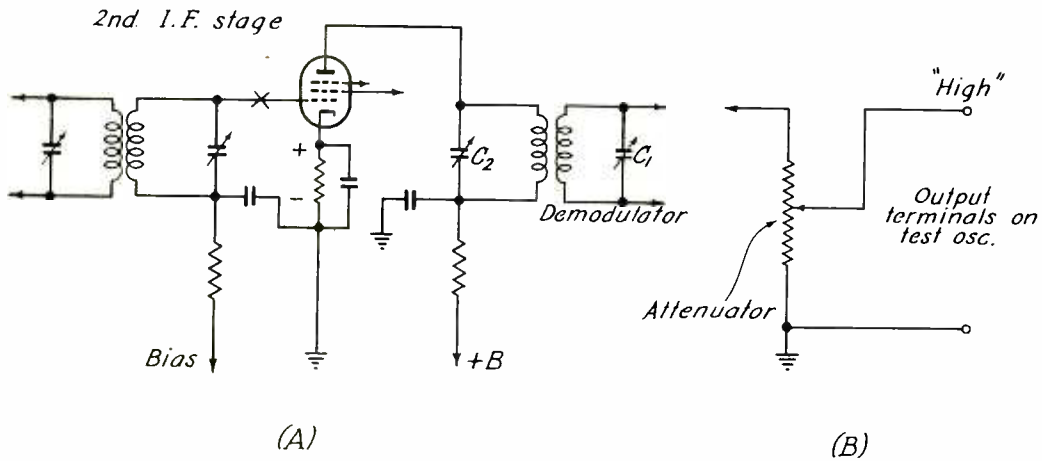 2nd. I.F. stage
+
−
C₂
C₁
Demodulator
Bias
+B
(A)
"High"
Output
terminals on
test osc.
Attenuator
(B)